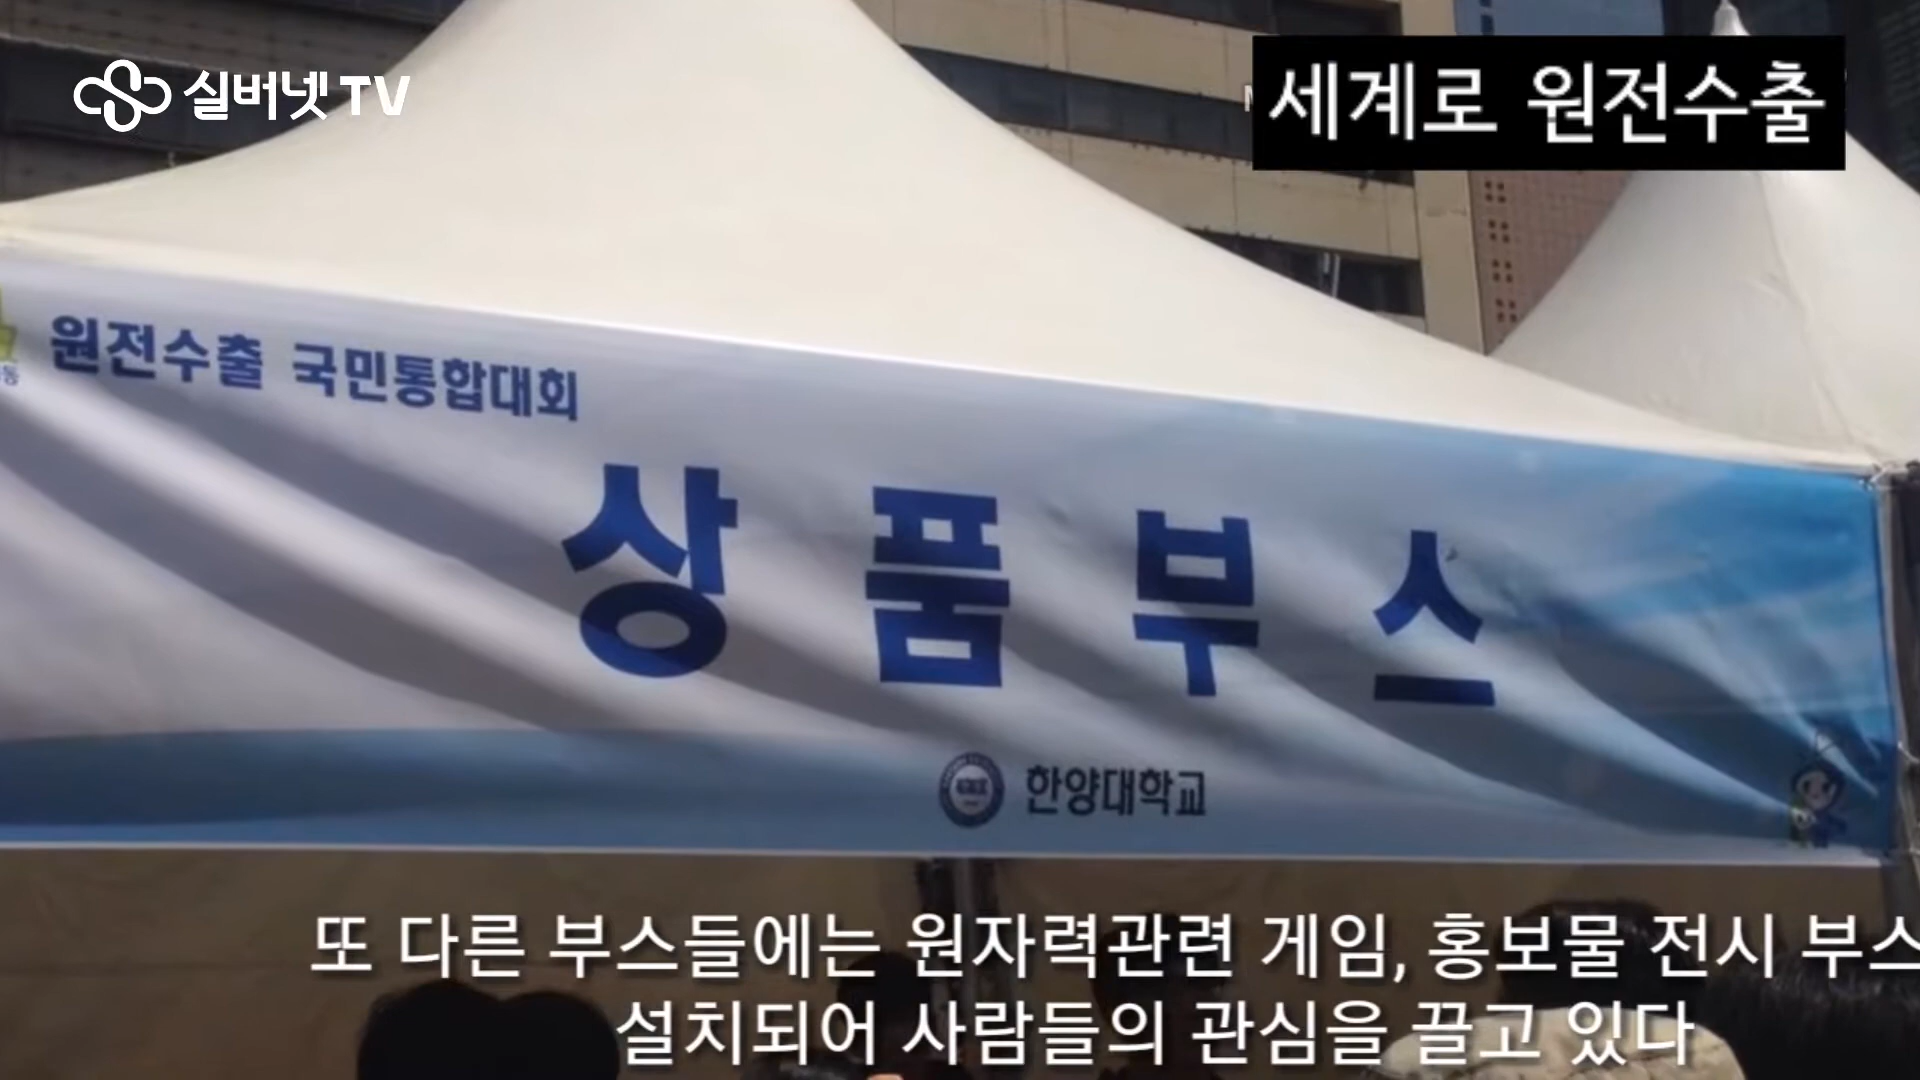 실버넷 TV
세계로 원전수출
원전수출 국민통합대회
상품부스
한양대학교
또 다른 부스들에는 원자력관련 게임, 홍보물 전시 부스
설치되어 사람들의 관심을 끌고 있다